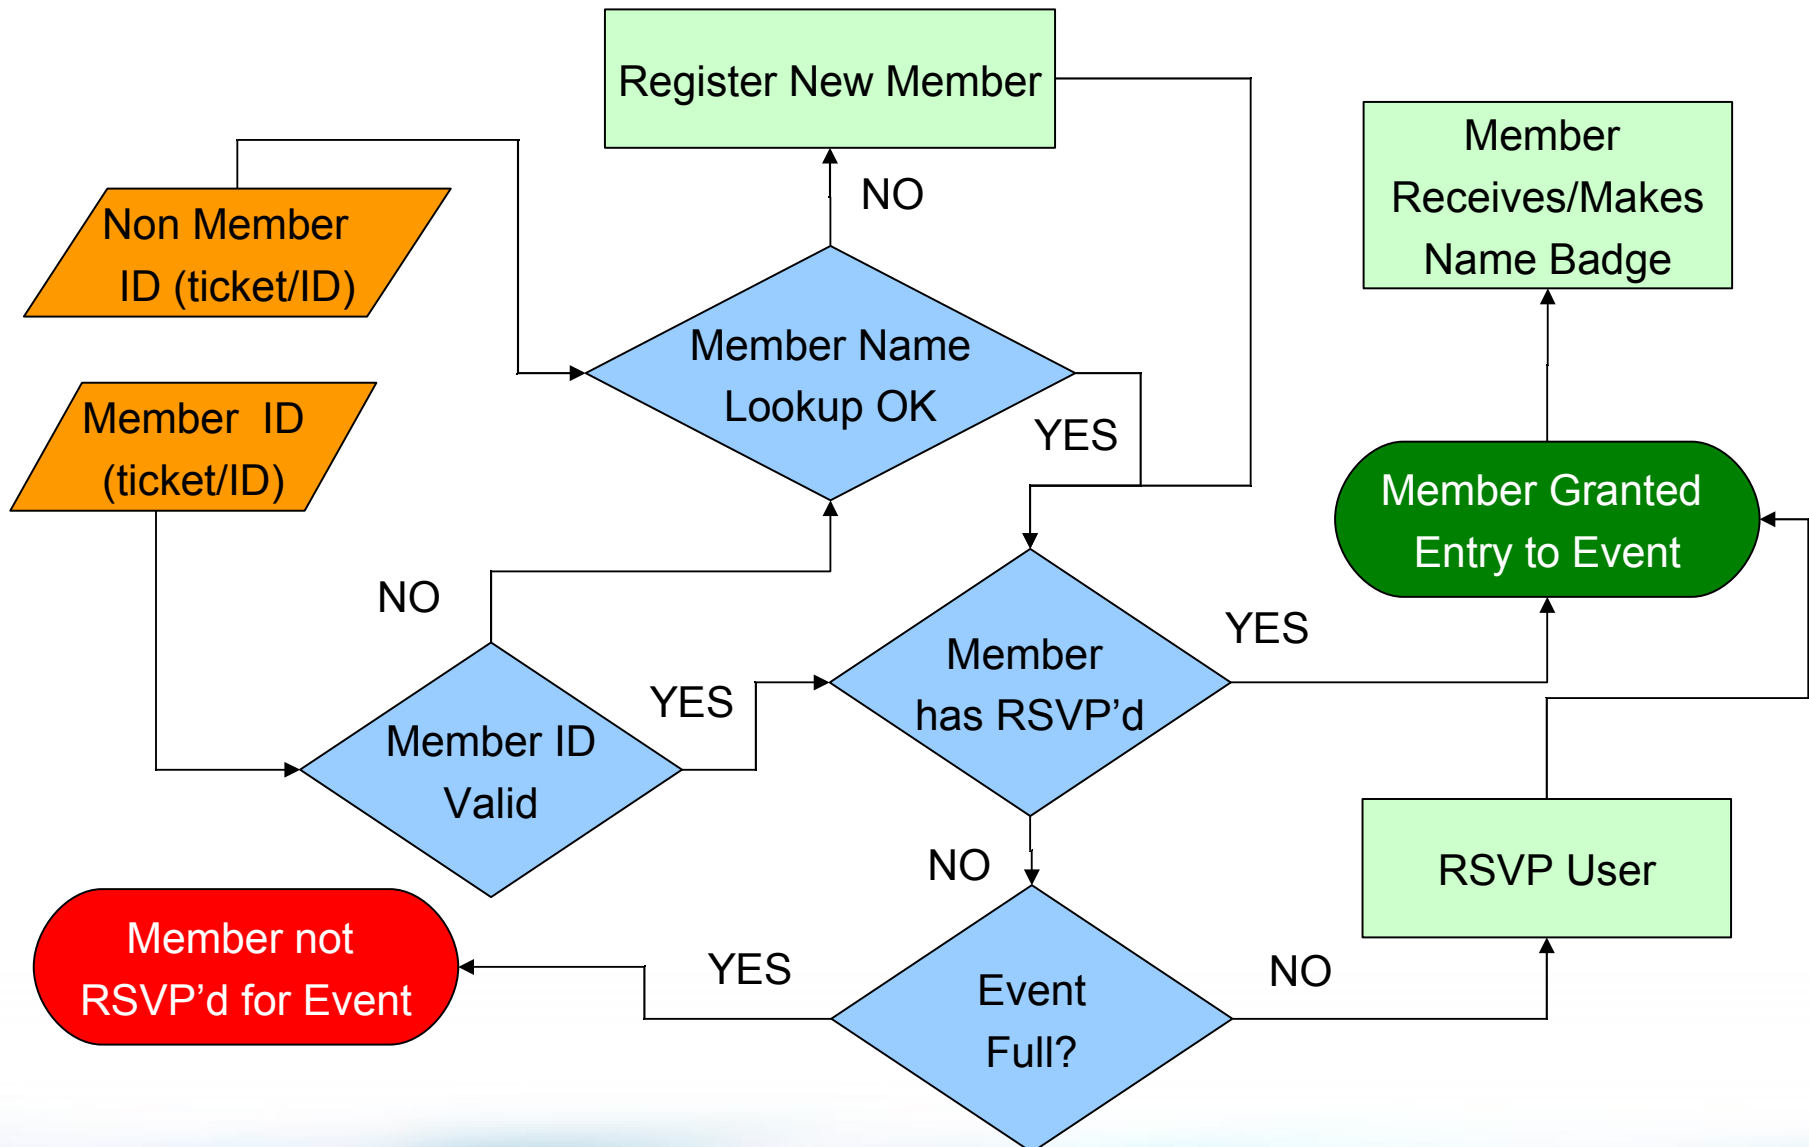 Register New Member
Member
Receives/Makes
Name Badge
NO
Non Member
ID (ticket/ID)
Member Name
Lookup OK
Member ID
(ticket/ID)
YES
Member Granted
Entry to Event
NO
YES
Member
has RSVP’d
YES
Member ID
Valid
NO
RSVP User
Member not
RSVP’d for Event
YES
NO
Event
Full?